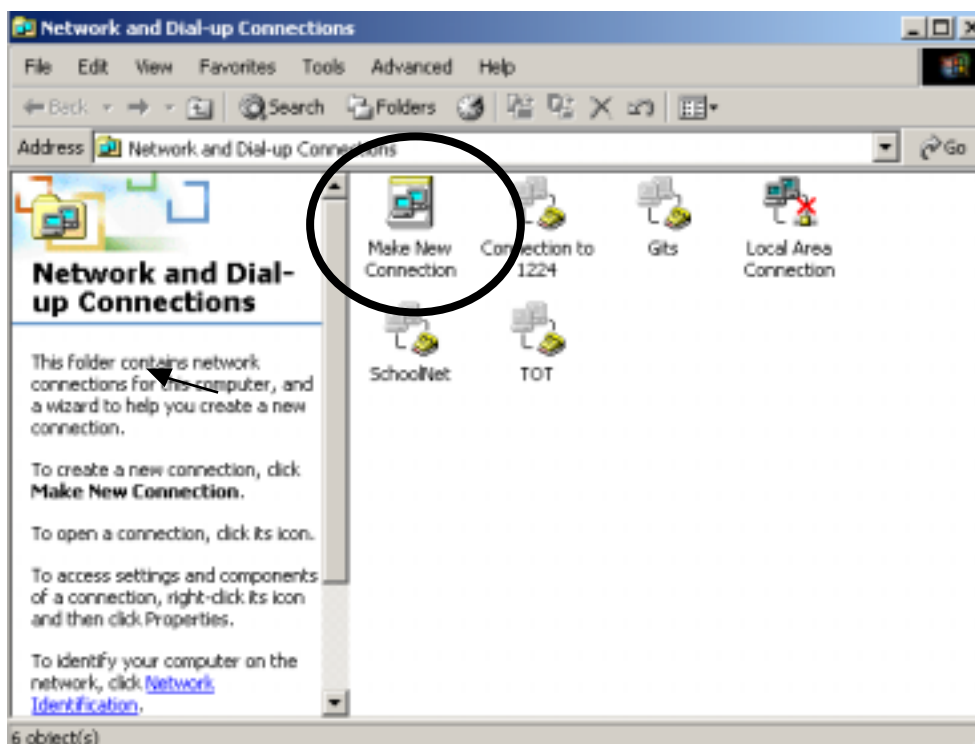 Network and Dial-up Connections
File Edit View Favorites Tools Advanced Help
Back Search Folders
Address Network and Dial-up Connections Go
Network and Dial-
up Connections
This folder contains network
connections for this computer, and
a wizard to help you create a new
connection.
To create a new connection, click
Make New Connection.
To open a connection, click its icon.
To access settings and components
of a connection, right-click its icon
and then click Properties.
To identify your computer on the
network, click Network
Identification.
Make New
Connection
Connection to
1224
Gits
Local Area
Connection
SchoolNet
TOT
6 object(s)